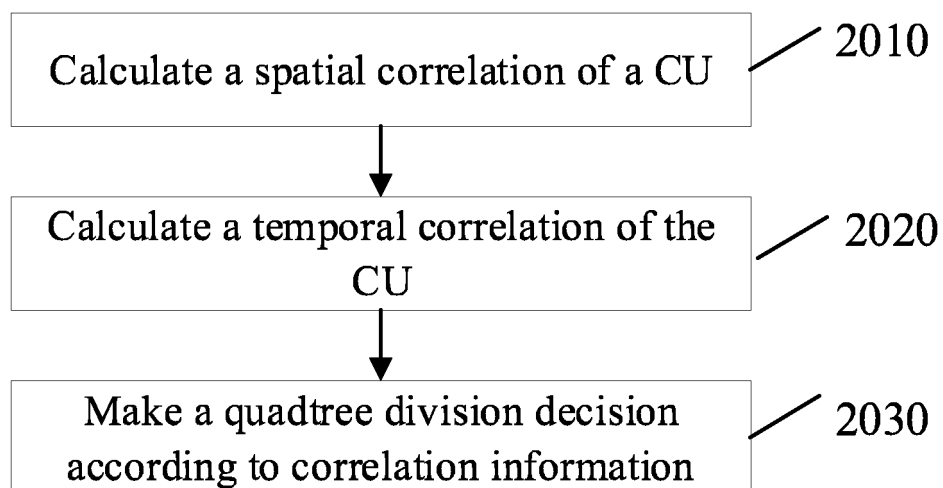 Calculate a spatial correlation of a CU
2010
Calculate a temporal correlation of the
CU
2020
Make a quadtree division decision
according to correlation information
2030